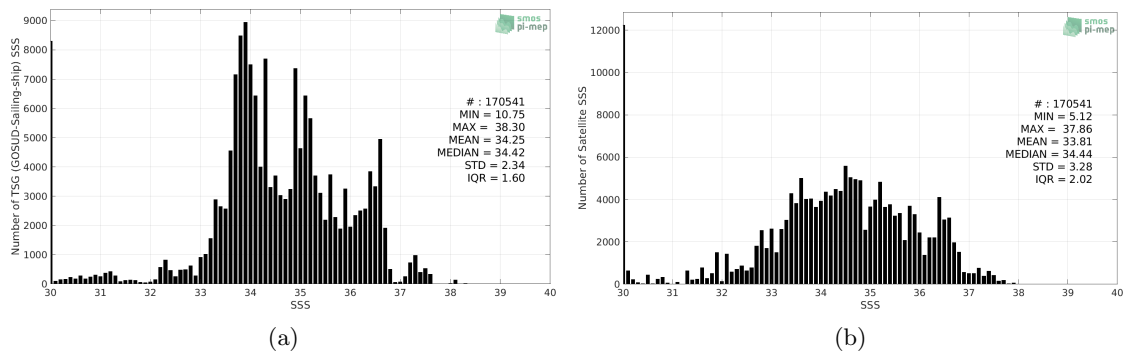 smos
pi-mep
Number of TSG (GOSUD-Sailing-ship) SSS
9000
8000
7000
6000
5000
4000
3000
2000
1000
0
# : 170541
MIN = 10.75
MAX = 38.30
MEAN = 34.25
MEDIAN = 34.42
STD = 2.34
IQR = 1.60
30 31 32 33 34 35 36 37 38 39 40
SSS
(a)
smos
pi-mep
Number of Satellite SSS
12000
10000
8000
6000
4000
2000
0
# : 170541
MIN = 5.12
MAX = 37.86
MEAN = 33.81
MEDIAN = 34.44
STD = 3.28
IQR = 2.02
30 31 32 33 34 35 36 37 38 39 40
SSS
(b)